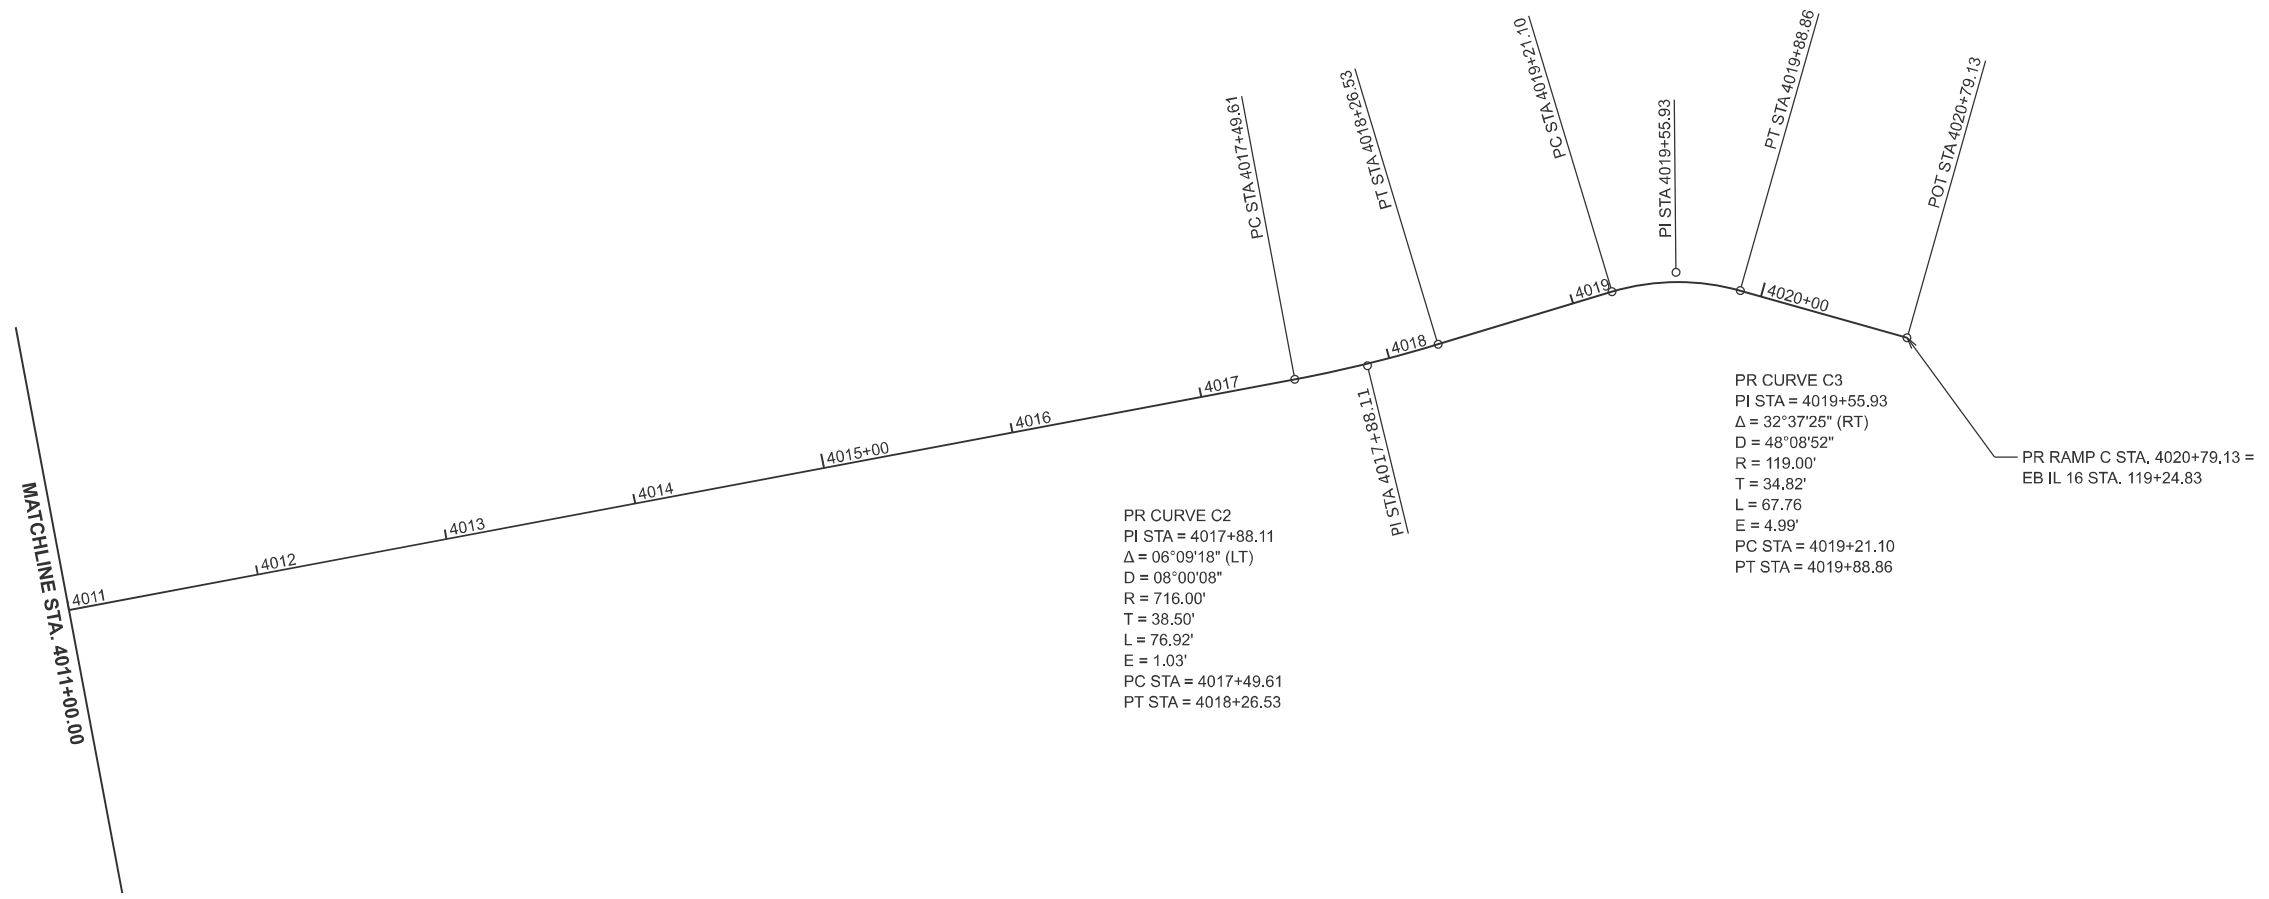 MATCHLINE STA. 4011+00.00
4011
4012
4013
4014
4015+00
4016
4017
PC STA 4017+49.61
PI STA 4017+88.11
4018
PT STA 4018+26.53
4019
PC STA 4019+21.10
PI STA 4019+55.93
PT STA 4019+88.86
4020+00
POT STA 4020+79.13
PR CURVE C2
PI STA = 4017+88.11
Δ = 06°09'18" (LT)
D = 08°00'08"
R = 716.00'
T = 38.50'
L = 76.92'
E = 1.03'
PC STA = 4017+49.61
PT STA = 4018+26.53
PR CURVE C3
PI STA = 4019+55.93
Δ = 32°37'25" (RT)
D = 48°08'52"
R = 119.00'
T = 34.82'
L = 67.76
E = 4.99'
PC STA = 4019+21.10
PT STA = 4019+88.86
PR RAMP C STA. 4020+79.13 =
EB IL 16 STA. 119+24.83